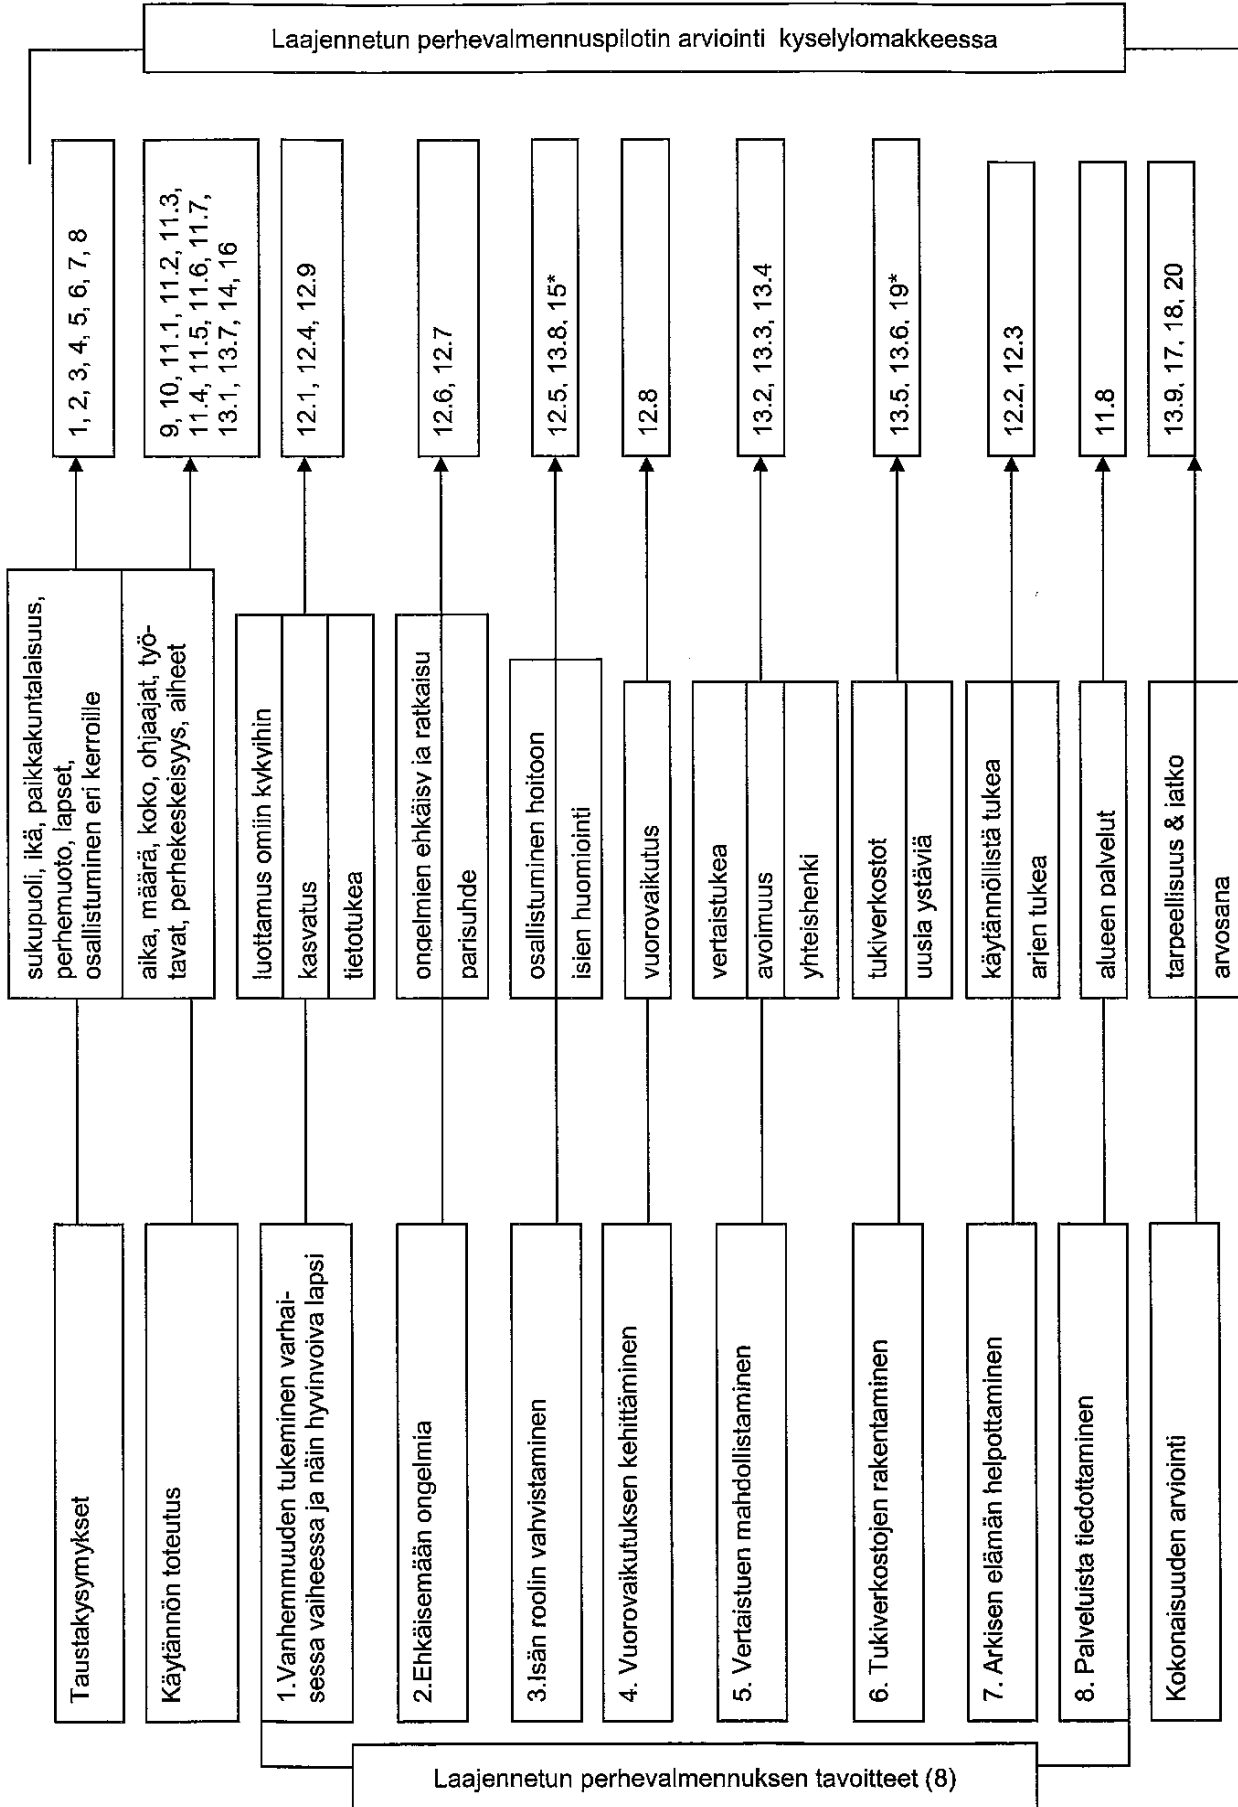 Laajennetun perhevalmennuspilotin arviointi kyselylomakkeessa
Taustakysymykset
sukupuoli, ikä, paikkakuntalaisuus,
perhemuoto, lapset,
osallistuminen eri kerroille
1, 2, 3, 4, 5, 6, 7, 8
Käytännön toteutus
aika, määrä, koko, ohjaajat, työ-
tavat, perhekeskeisyys, aiheet
9, 10, 11.1, 11.2, 11.3,
11.4, 11.5, 11.6, 11.7,
13.1, 13.7, 14, 16
1.Vanhemmuuden tukeminen varhai-
sessa vaiheessa ja näin hyvinvoiva lapsi
luottamus omiin kykyihin
kasvatus
tietotukea
12.1, 12.4, 12.9
2.Ehkäisemään ongelmia
ongelmien ehkäisy ja ratkaisu
parisuhde
12.6, 12.7
3.Isän roolin vahvistaminen
osallistuminen hoitoon
isien huomiointi
12.5, 13.8, 15*
4. Vuorovaikutuksen kehittäminen
vuorovaikutus
12.8
5. Vertaistuen mahdollistaminen
vertaistukea
avoimuus
yhteishenki
13.2, 13.3, 13.4
6. Tukiverkostojen rakentaminen
tukiverkostot
uusia ystäviä
13.5, 13.6, 19*
7. Arkisen elämän helpottaminen
käytännöllistä tukea
arjen tukea
12.2, 12.3
8. Palveluista tiedottaminen
alueen palvelut
11.8
Kokonaisuuden arviointi
tarpeellisuus & jatko
arvosana
13.9, 17, 18, 20
Laajennetun perhevalmennuksen tavoitteet (8)